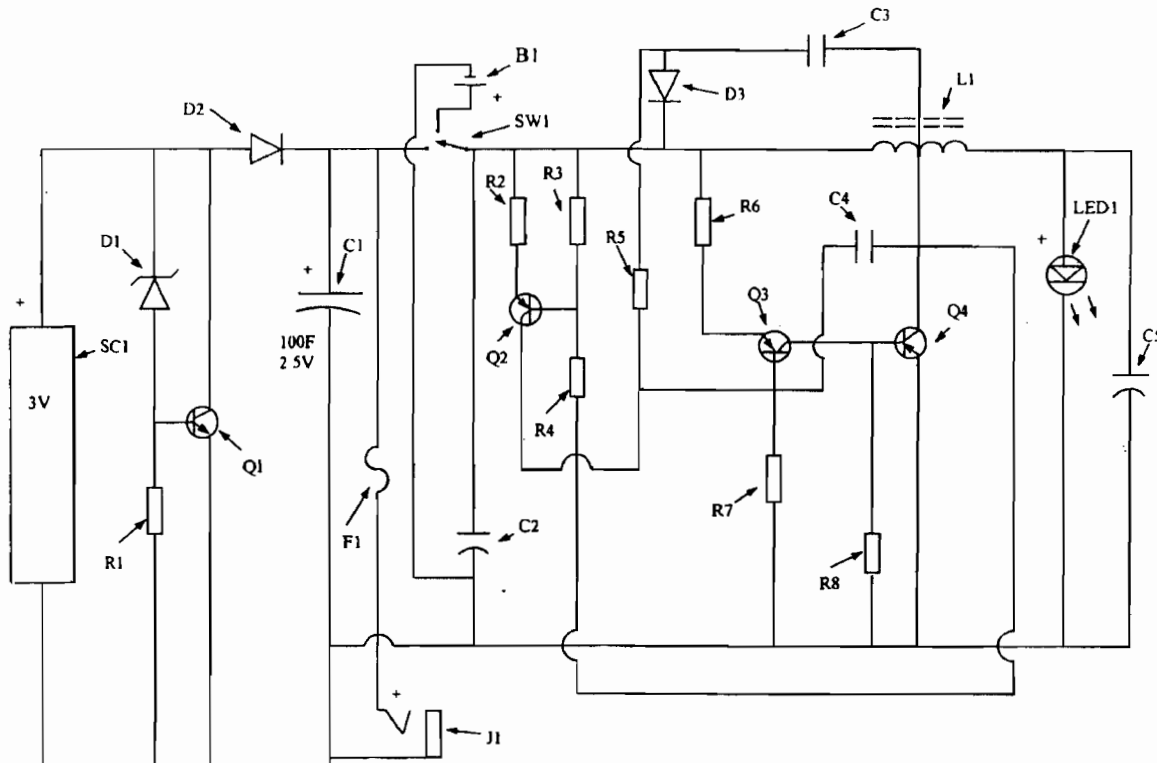 C3
B1
+
D3
L1
D2
SW1
R2
R3
R6
C4
LED1
D1
C1
R5
+
+
Q3
Q4
+
SC1
Q2
C5
100F
2 5V
3V
R4
Q1
R7
C2
R1
F1
R8
+
J1